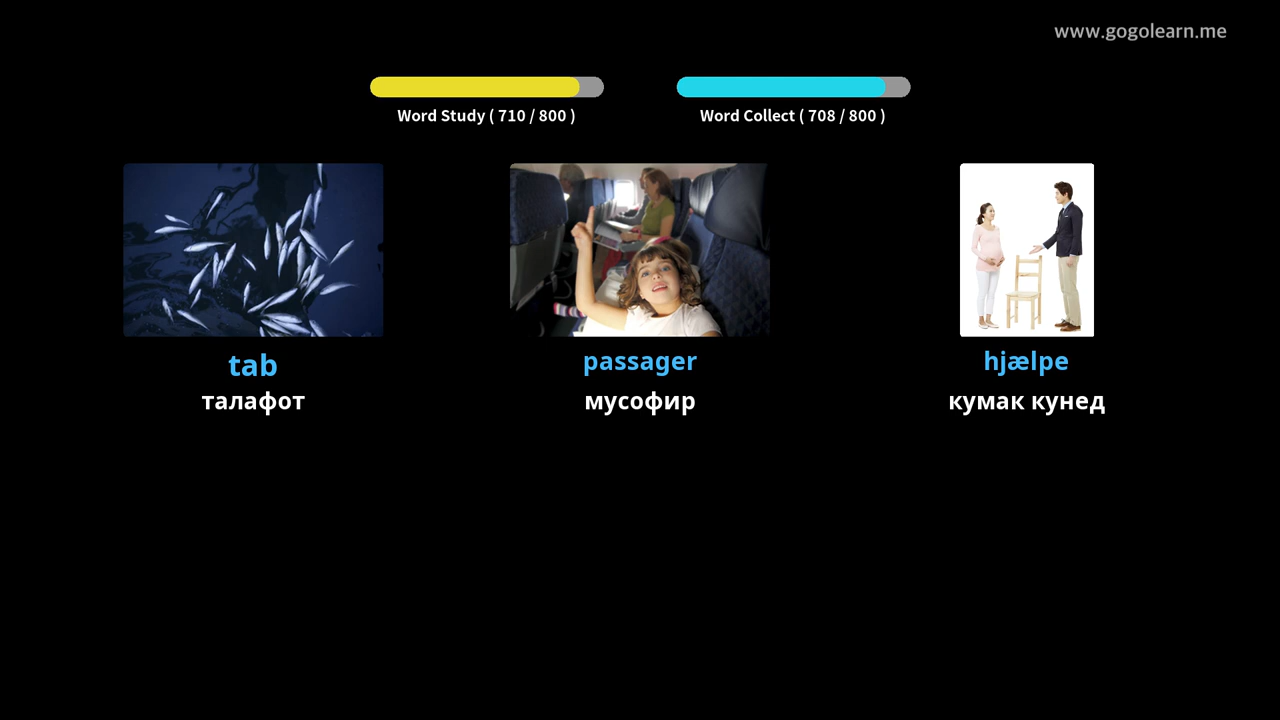 www.gogolearn.me
Word Study ( 710 / 800 )
Word Collect ( 708 / 800 )
tab
passager
hjælpe
талафот
мусофир
кумак кунед